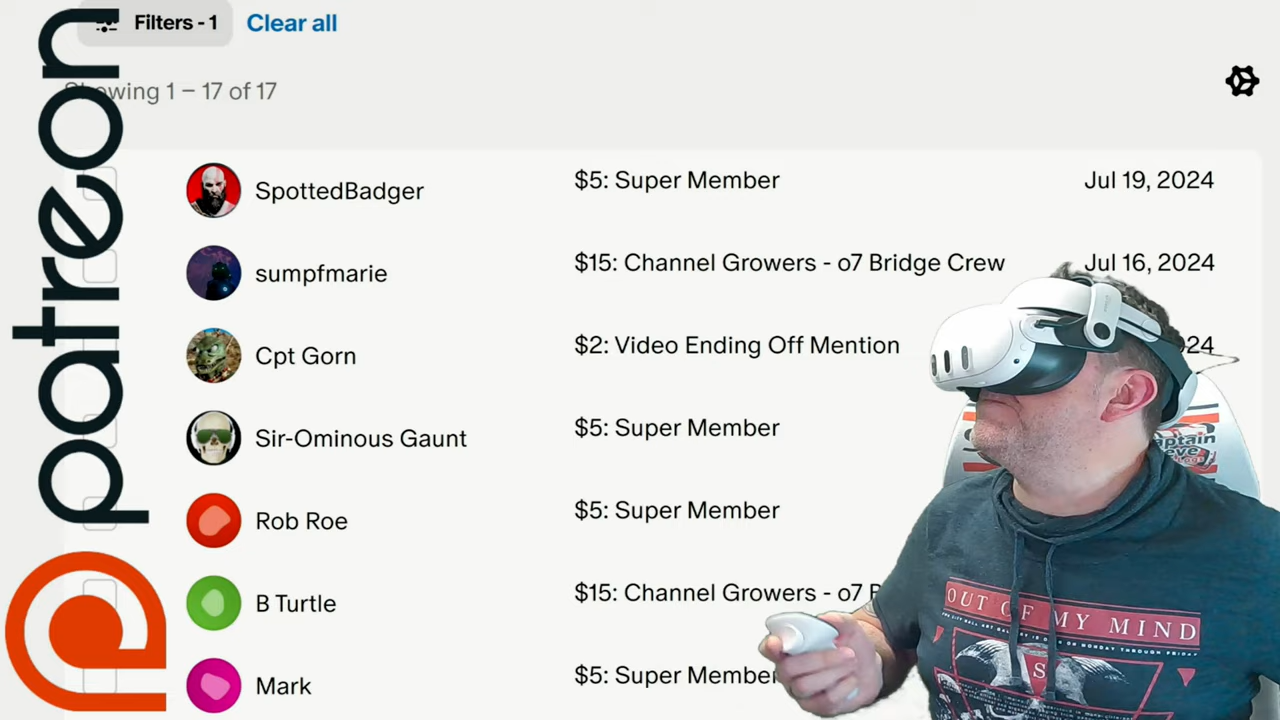 Filters - 1
Clear all
Showing 1 – 17 of 17
patreon
SpottedBadger
$5: Super Member
Jul 19, 2024
sumpfmarie
$15: Channel Growers - o7 Bridge Crew
Jul 16, 2024
Cpt Gorn
$2: Video Ending Off Mention
24
Sir-Ominous Gaunt
$5: Super Member
Rob Roe
$5: Super Member
B Turtle
$15: Channel Growers - o7
Mark
$5: Super Member
Captain
OUT OF MY MIND
S